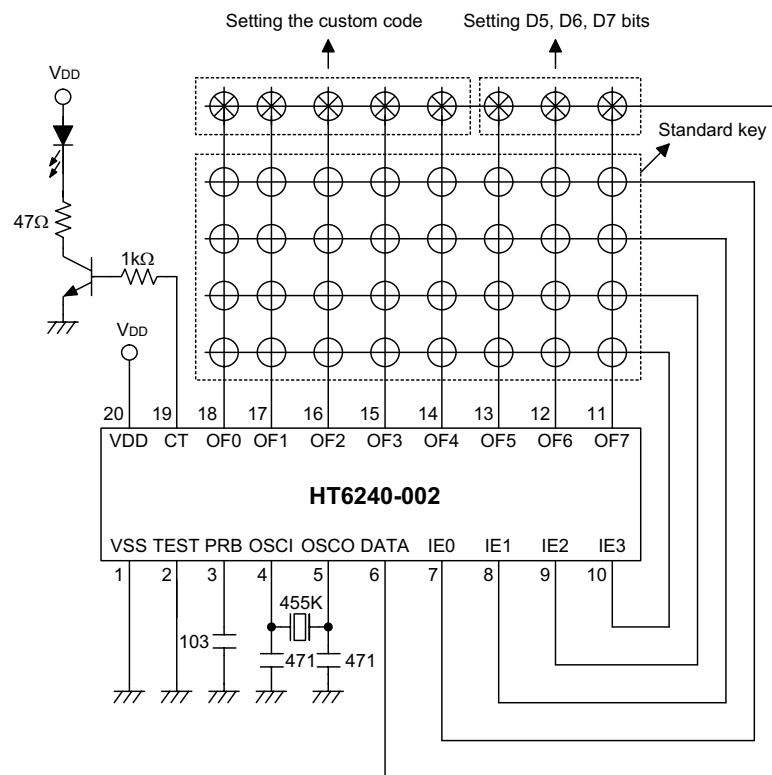 Setting the custom code Setting D5, D6, D7 bits
VDD
Standard key
47Ω
1kΩ
VDD
20 19 18 17 16 15 14 13 12 11
VDD CT OF0 OF1 OF2 OF3 OF4 OF5 OF6 OF7
HT6240-002
VSS TEST PRB OSCI OSCO DATA IE0 IE1 IE2 IE3
1 2 3 4 5 6 7 8 9 10
455K
103
471 471